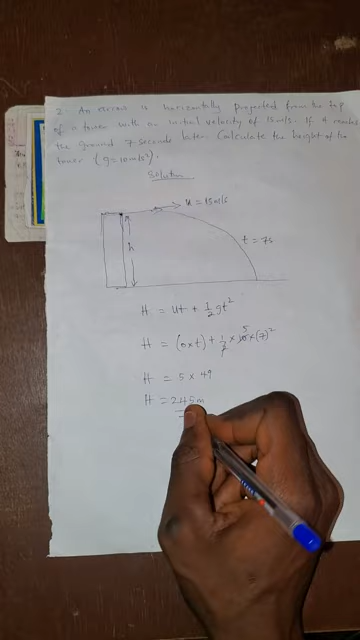 2. An arrow is horizontally projected from the top
of a tower with an initial velocity of 15m/s. If it reaches
the ground 7 seconds later. Calculate the height of the
tower (g = 10m/s²).
Solution
u = 15m/s
h
t = 7s
H = ut + 1/2 gt²
H = (0 × t) + 1/2 × 10 5 × (7)²
H = 5 × 49
H = 245m